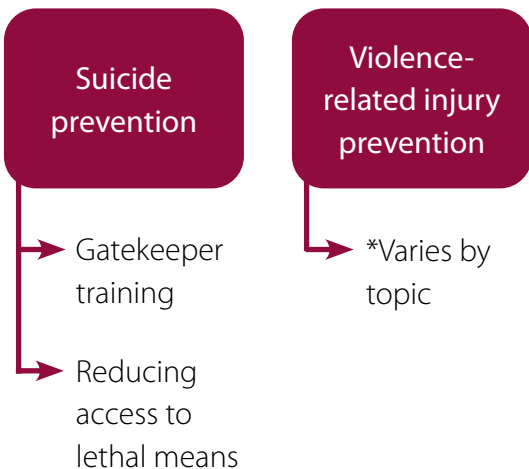 Suicide
prevention
Gatekeeper
training
Reducing
access to
lethal means
Violence-
related injury
prevention
*Varies by
topic